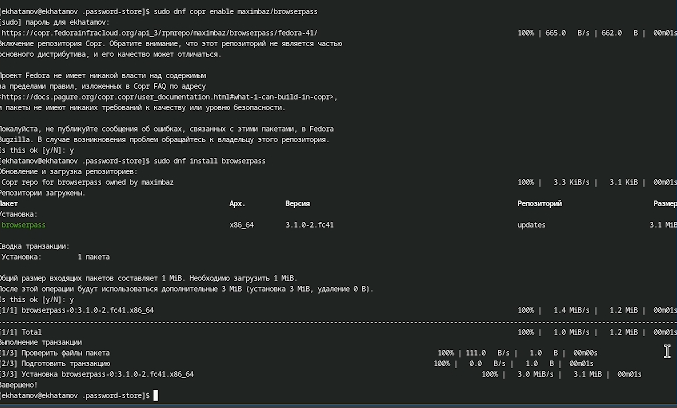 [ekhatamov@ekhatamov .password-store]$ sudo dnf copr enable maximbaz/browserpass
[sudo] пароль для ekhatamov:
https://copr.fedorainfracloud.org/api_3/rpmrepo/maximbaz/browserpass/fedora-41/ 100% | 665.0 B/s | 662.0 B | 00m01s
Включение репозитория Copr. Обратите внимание, что этот репозиторий не является частью
основного дистрибутива, и его качество может отличаться.
Проект Fedora не имеет никакой власти над содержимым
за пределами правил, изложенных в Copr FAQ по адресу
<https://docs.pagure.org/copr.copr/user_documentation.html#what-i-can-build-in-copr>,
и пакеты не имеют никаких требований к качеству или уровню безопасности.
Пожалуйста, не публикуйте сообщения об ошибках, связанных с этими пакетами, в Fedora
Bugzilla. В случае возникновения проблем обращайтесь к владельцу этого репозитория.
Is this ok [y/N]: y
[ekhatamov@ekhatamov .password-store]$ sudo dnf install browserpass
Обновление и загрузка репозиториев:
Copr repo for browserpass owned by maximbaz 100% | 3.3 KiB/s | 3.1 KiB | 00m01s
Репозитории загружены.
Пакет Арх. Версия Репозиторий Размер
Установка:
browserpass x86_64 3.1.0-2.fc41 updates 3.1 MiB
Сводка транзакции:
Установка: 1 пакета
Общий размер входящих пакетов составляет 1 MiB. Необходимо загрузить 1 MiB.
После этой операции будут использоваться дополнительные 3 MiB (установка 3 MiB, удаление 0 B).
Is this ok [y/N]: y
[1/1] browserpass-0:3.1.0-2.fc41.x86_64 100% | 1.4 MiB/s | 1.2 MiB | 00m01s
[1/1] Total 100% | 1.0 MiB/s | 1.2 MiB | 00m01s
Выполнение транзакции
[1/3] Проверить файлы пакета 100% | 111.0 B/s | 1.0 B | 00m00s
[2/3] Подготовить транзакцию 100% | 0.0 B/s | 1.0 B | 00m01s
[3/3] Установка browserpass-0:3.1.0-2.fc41.x86_64 100% | 3.0 MiB/s | 3.1 MiB | 00m01s
Завершено!
[ekhatamov@ekhatamov .password-store]$